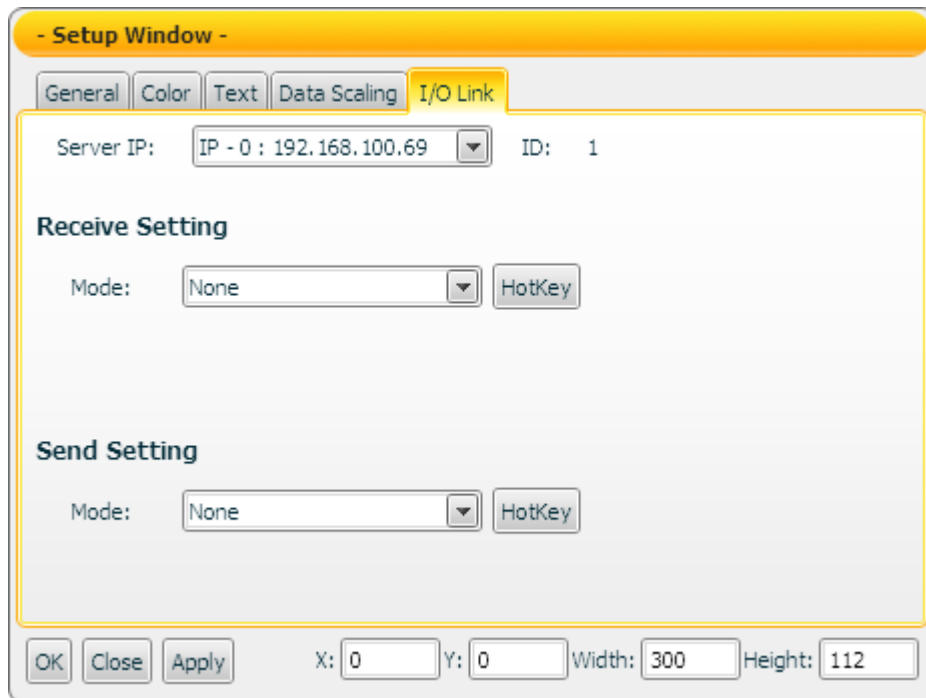 - Setup Window -
General Color Text Data Scaling I/O Link
Server IP: IP - 0 : 192.168.100.69 ID: 1
Receive Setting
Mode: None HotKey
Send Setting
Mode: None HotKey
OK Close Apply X: 0 Y: 0 Width: 300 Height: 112